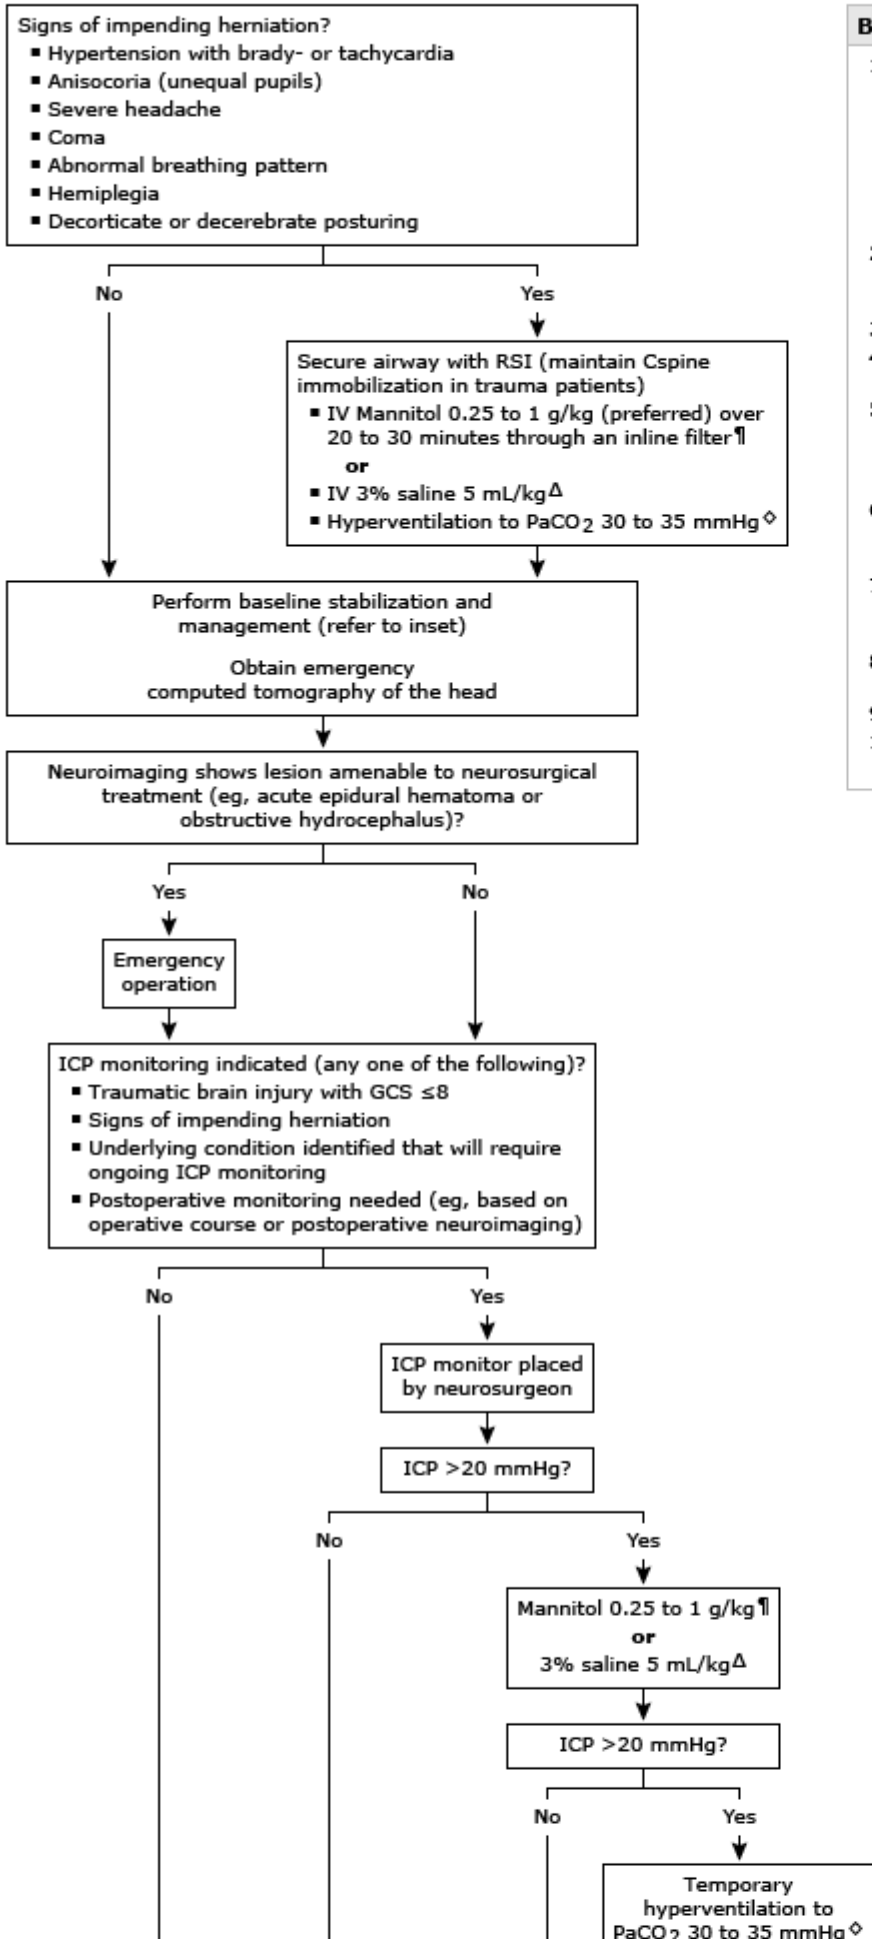 Signs of impending herniation?
▪ Hypertension with brady- or tachycardia
▪ Anisocoria (unequal pupils)
▪ Severe headache
▪ Coma
▪ Abnormal breathing pattern
▪ Hemiplegia
▪ Decorticate or decerebrate posturing
No
Yes
Secure airway with RSI (maintain Cspine
immobilization in trauma patients)
▪ IV Mannitol 0.25 to 1 g/kg (preferred) over
20 to 30 minutes through an inline filter¶
or
▪ IV 3% saline 5 mL/kgΔ
▪ Hyperventilation to PaCO2 30 to 35 mmHg◇
Perform baseline stabilization and
management (refer to inset)
Obtain emergency
computed tomography of the head
Neuroimaging shows lesion amenable to neurosurgical
treatment (eg, acute epidural hematoma or
obstructive hydrocephalus)?
Yes
No
Emergency
operation
ICP monitoring indicated (any one of the following)?
▪ Traumatic brain injury with GCS ≤8
▪ Signs of impending herniation
▪ Underlying condition identified that will require
ongoing ICP monitoring
▪ Postoperative monitoring needed (eg, based on
operative course or postoperative neuroimaging)
No
Yes
ICP monitor placed
by neurosurgeon
ICP >20 mmHg?
No
Yes
Mannitol 0.25 to 1 g/kg¶
or
3% saline 5 mL/kgΔ
ICP >20 mmHg?
No
Yes
Temporary
hyperventilation to
PaCO2 30 to 35 mmHg◇